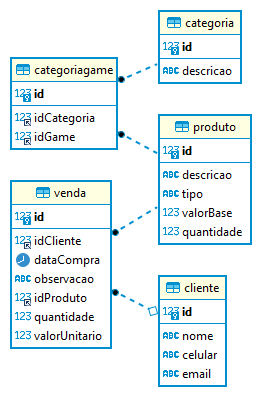 categoria
123 id
ABC descricao
categoriagame
123 id
123 idCategoria
123 idGame
produto
123 id
ABC descricao
ABC tipo
123 valorBase
123 quantidade
venda
123 id
123 idCliente
dataCompra
ABC observacao
123 idProduto
123 quantidade
123 valorUnitario
cliente
123 id
ABC nome
ABC celular
ABC email